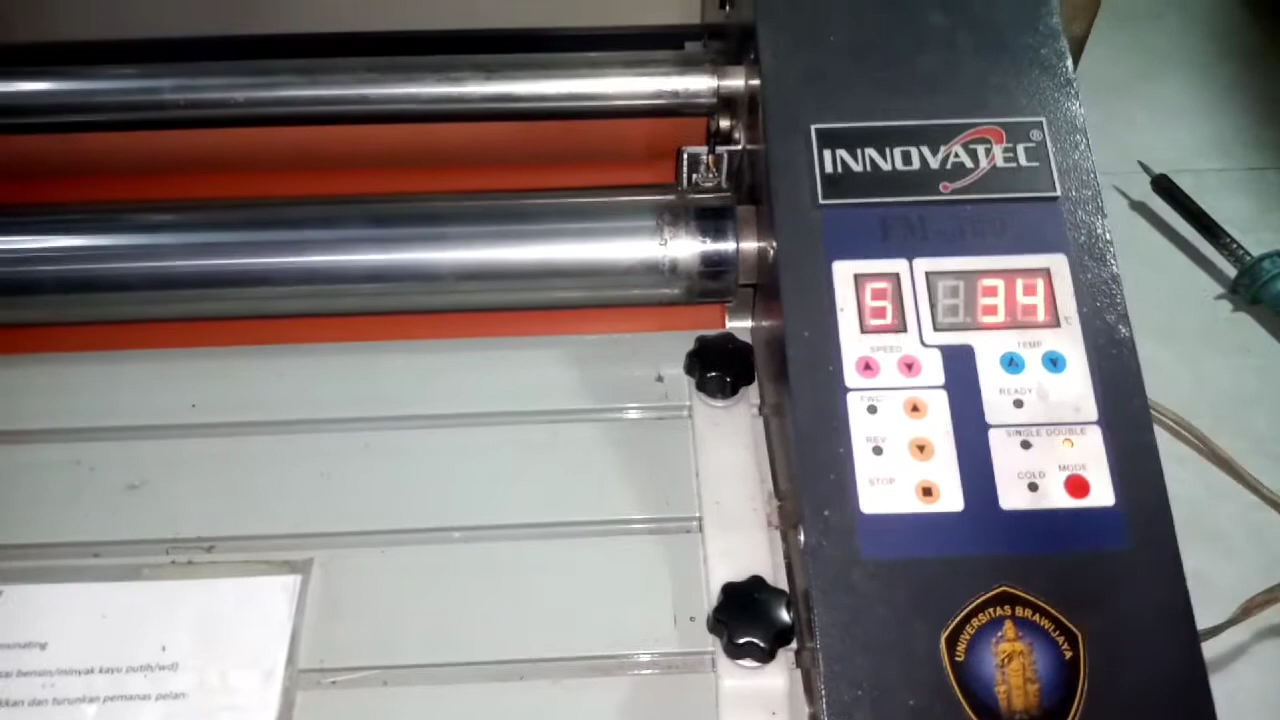 INNOVATEC®
5 34
°C
SPEED
TEMP
READY
FWD
REV
STOP
SINGLE DOUBLE
COLD MODE
UNIVERSITAS BRAWIJAYA
minating
sai bensin/minyak kayu putih/wd)
kkan dan turunkan pemanas pelan-